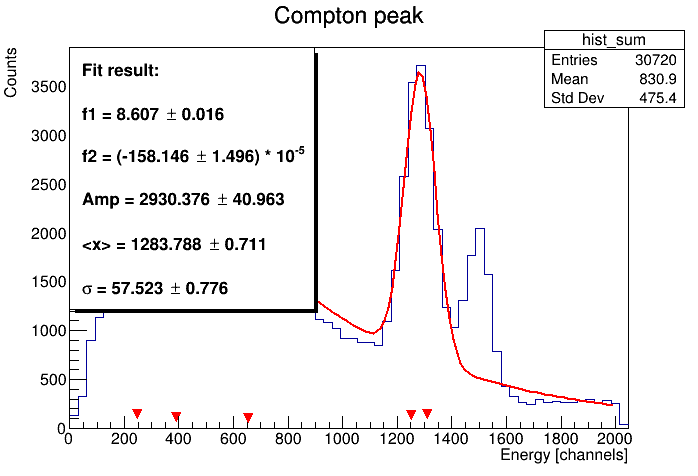 Compton peak
hist_sum
Entries 30720
Mean 830.9
Std Dev 475.4
Counts
Fit result:
f1 = 8.607 ± 0.016
f2 = (-158.146 ± 1.496) * 10^-5
Amp = 2930.376 ± 40.963
<x> = 1283.788 ± 0.711
σ = 57.523 ± 0.776
3500
3000
2500
2000
1500
1000
500
0
0 200 400 600 800 1000 1200 1400 1600 1800 2000
Energy [channels]